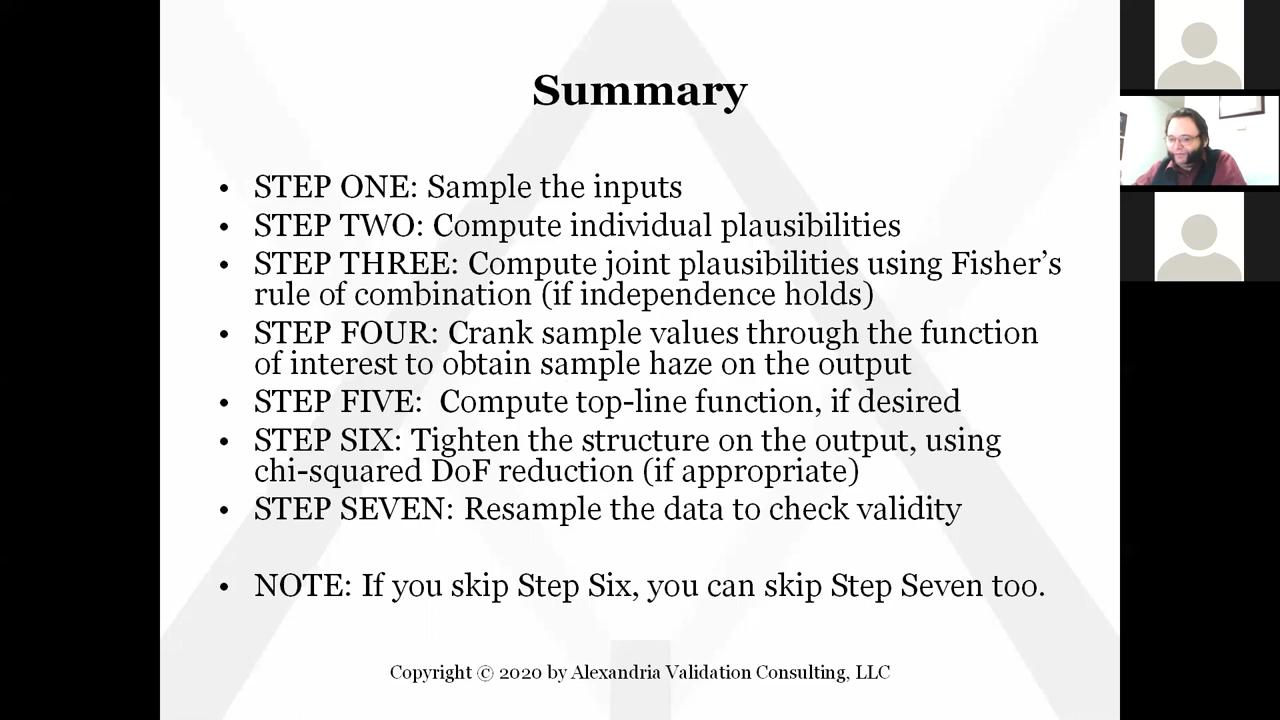 Summary
• STEP ONE: Sample the inputs
• STEP TWO: Compute individual plausibilities
• STEP THREE: Compute joint plausibilities using Fisher’s
rule of combination (if independence holds)
• STEP FOUR: Crank sample values through the function
of interest to obtain sample haze on the output
• STEP FIVE:  Compute top-line function, if desired
• STEP SIX: Tighten the structure on the output, using
chi-squared DoF reduction (if appropriate)
• STEP SEVEN: Resample the data to check validity
• NOTE: If you skip Step Six, you can skip Step Seven too.
Copyright © 2020 by Alexandria Validation Consulting, LLC